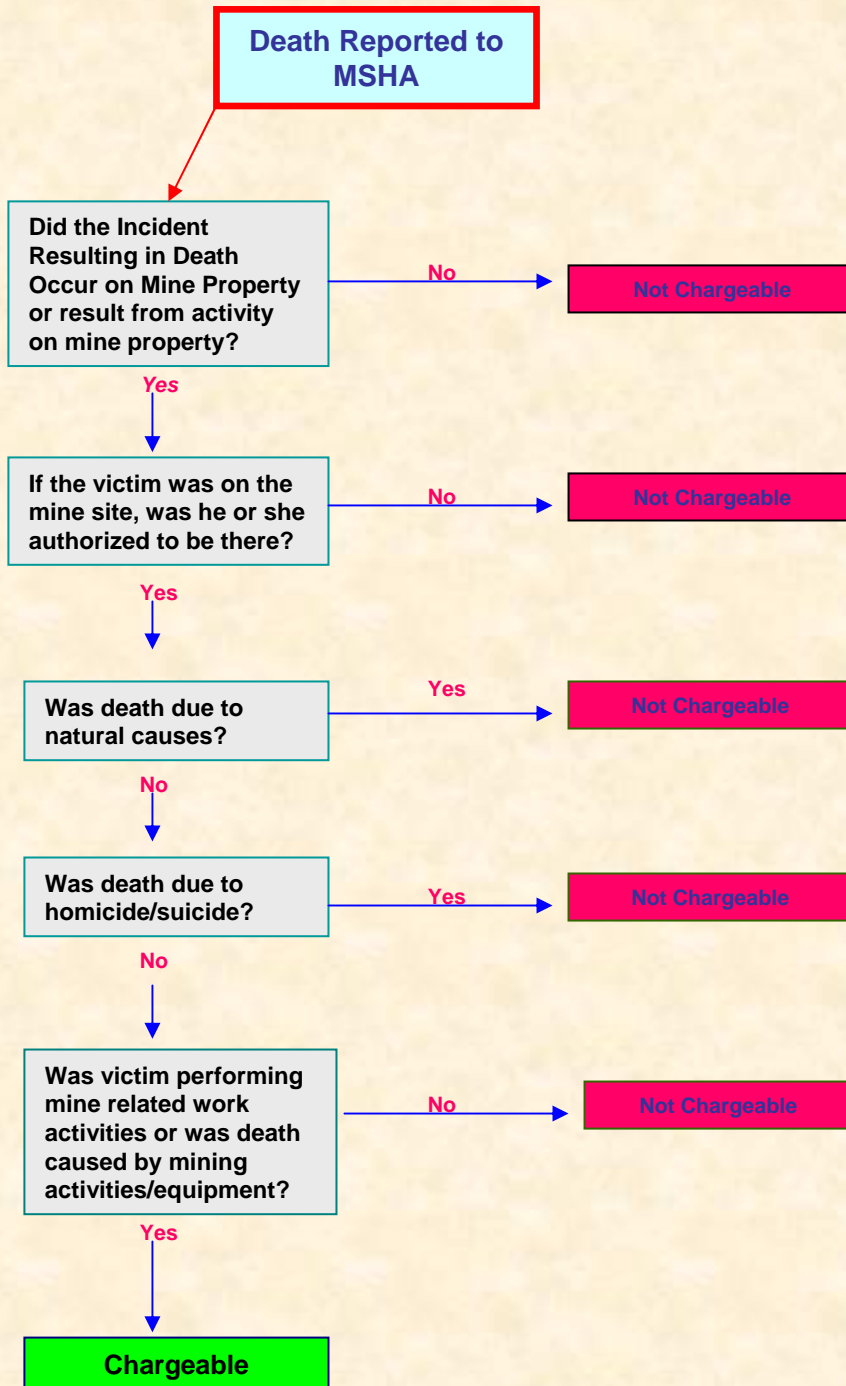 Death Reported to
MSHA
Did the Incident
Resulting in Death
Occur on Mine Property
or result from activity
on mine property?
No
Not Chargeable
Yes
If the victim was on the
mine site, was he or she
authorized to be there?
No
Not Chargeable
Yes
Was death due to
natural causes?
Yes
Not Chargeable
No
Was death due to
homicide/suicide?
Yes
Not Chargeable
No
Was victim performing
mine related work
activities or was death
caused by mining
activities/equipment?
No
Not Chargeable
Yes
Chargeable